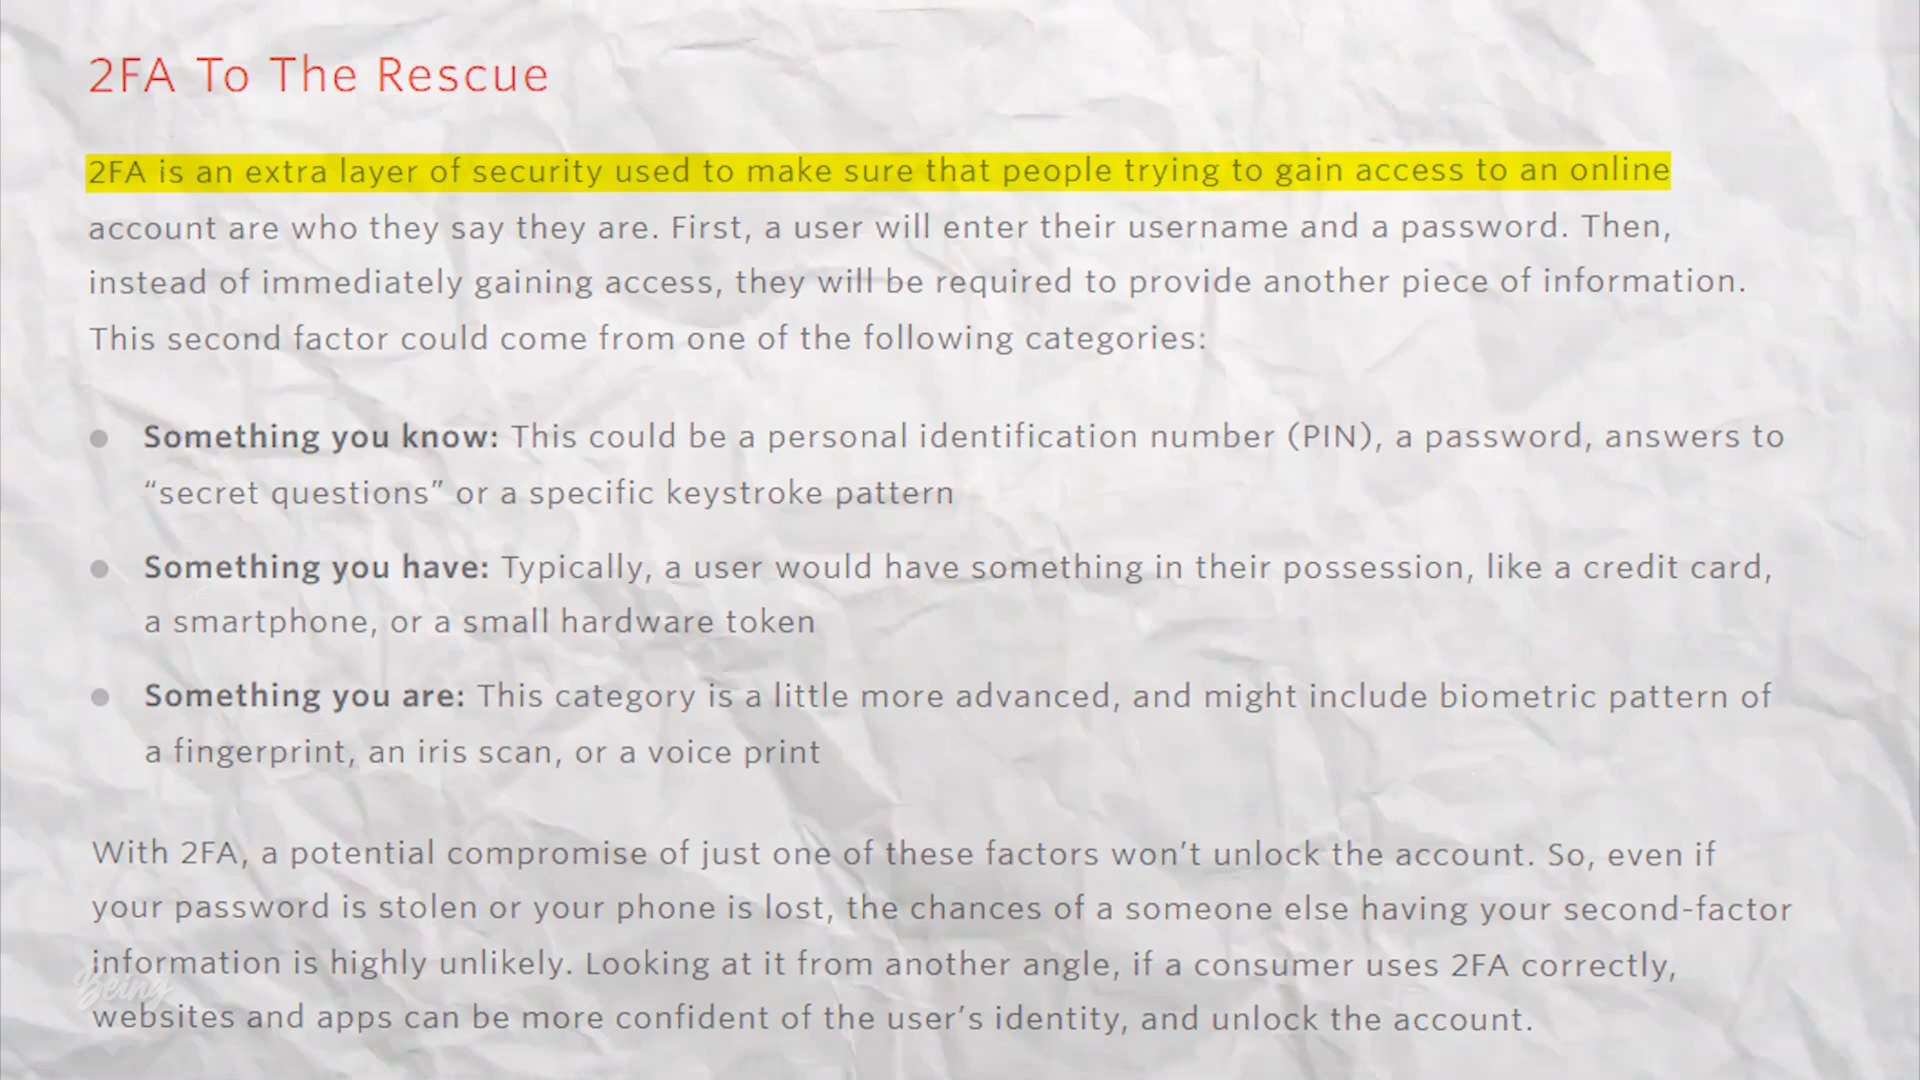 2FA To The Rescue
2FA is an extra layer of security used to make sure that people trying to gain access to an online
account are who they say they are. First, a user will enter their username and a password. Then,
instead of immediately gaining access, they will be required to provide another piece of information.
This second factor could come from one of the following categories:
Something you know: This could be a personal identification number (PIN), a password, answers to
“secret questions” or a specific keystroke pattern
Something you have: Typically, a user would have something in their possession, like a credit card,
a smartphone, or a small hardware token
Something you are: This category is a little more advanced, and might include biometric pattern of
a fingerprint, an iris scan, or a voice print
With 2FA, a potential compromise of just one of these factors won’t unlock the account. So, even if
your password is stolen or your phone is lost, the chances of a someone else having your second-factor
information is highly unlikely. Looking at it from another angle, if a consumer uses 2FA correctly,
Being
websites and apps can be more confident of the user’s identity, and unlock the account.